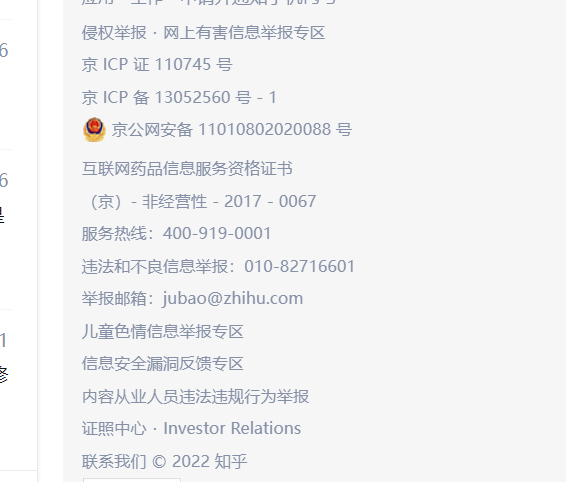 侵权举报 · 网上有害信息举报专区
京 ICP 证 110745 号
京 ICP 备 13052560 号 - 1
京公网安备 11010802020088 号
互联网药品信息服务资格证书
（京）- 非经营性 - 2017 - 0067
服务热线：400-919-0001
违法和不良信息举报：010-82716601
举报邮箱：jubao@zhihu.com
儿童色情信息举报专区
信息安全漏洞反馈专区
内容从业人员违法违规行为举报
证照中心 · Investor Relations
联系我们 © 2022 知乎
6
6
是
1
修